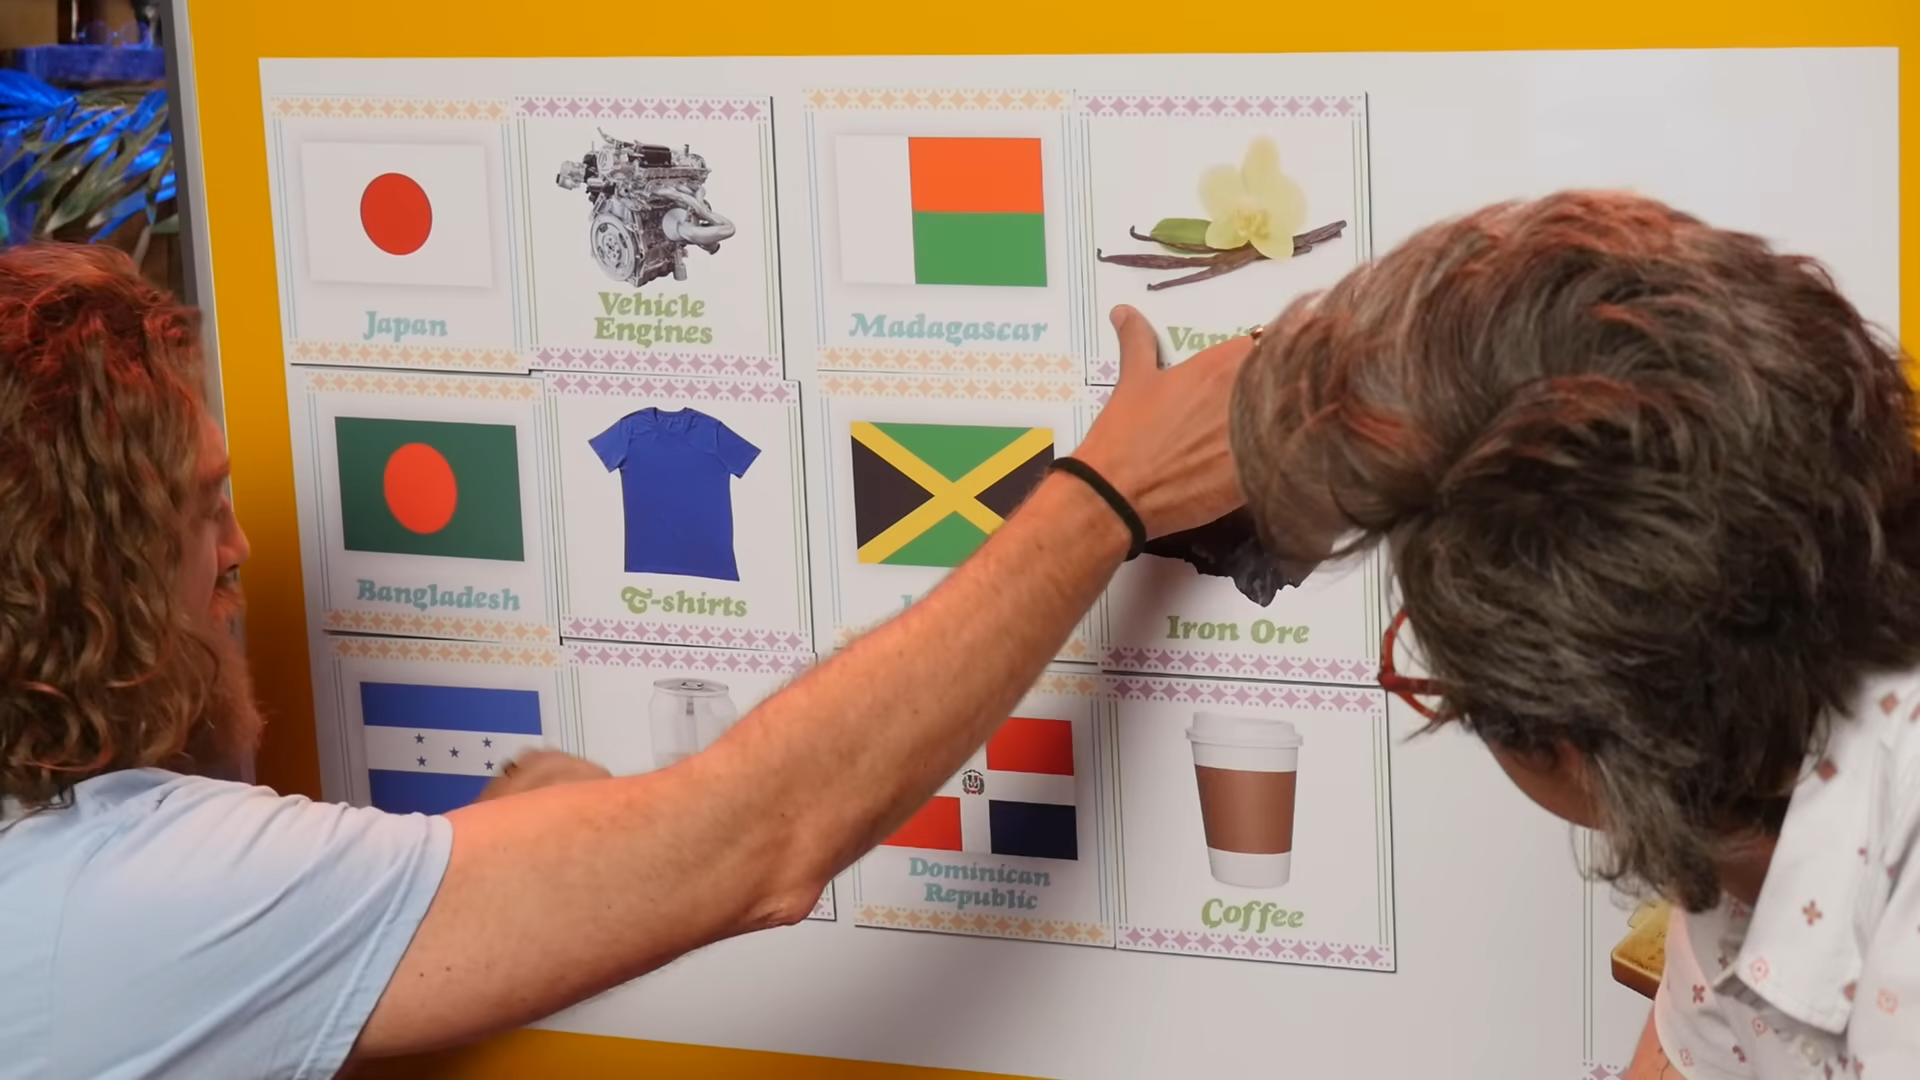 Japan
Vehicle
Engines
Madagascar
Bangladesh
T-shirts
Iron Ore
Dominican
Republic
Coffee